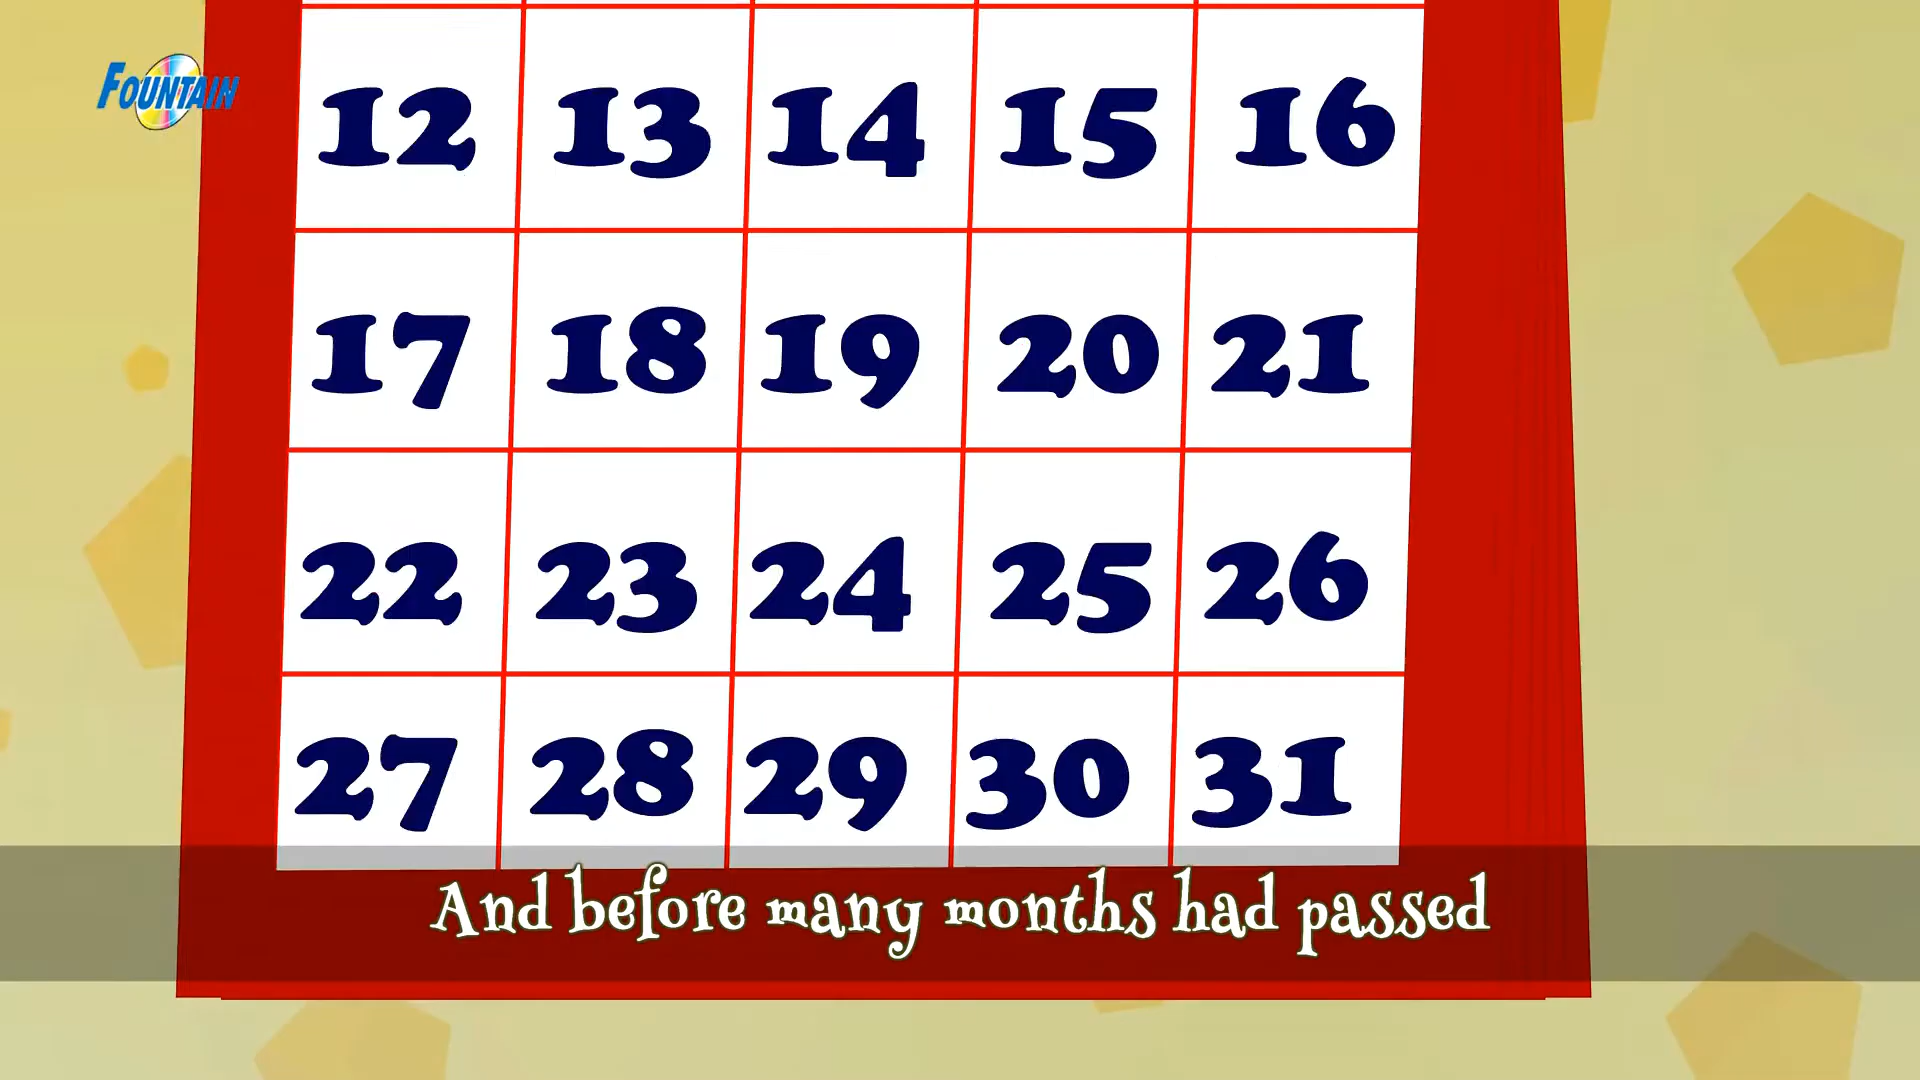 FOUNTAIN
12 13 14 15 16
17 18 19 20 21
22 23 24 25 26
27 28 29 30 31
And before many months had passed